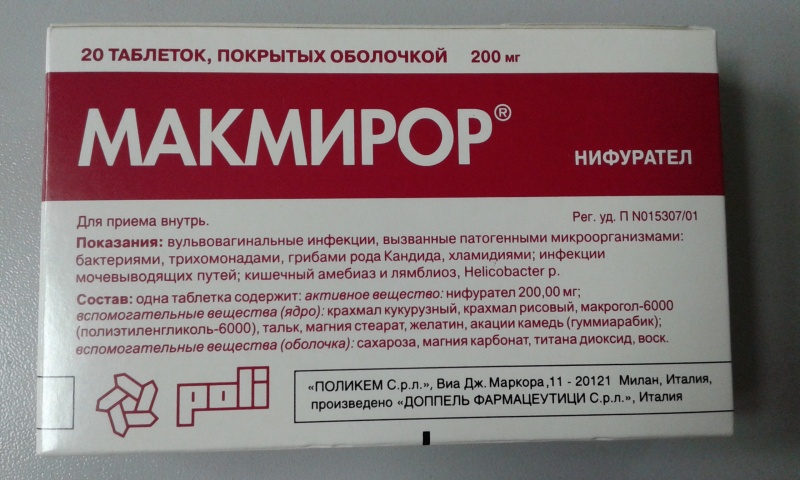 20 ТАБЛЕТОК, ПОКРЫТЫХ ОБОЛОЧКОЙ 200 мг
МАКМИРОР®
НИФУРАТЕЛ
Для приема внутрь.
Рег. уд. П N015307/01
Показания: вульвовагинальные инфекции, вызванные патогенными микроорганизмами:
бактериями, трихомонадами, грибами рода Кандида, хламидиями; инфекции
мочевыводящих путей; кишечный амебиаз и лямблиоз, Helicobacter p.
Состав: одна таблетка содержит: активное вещество: нифурател 200,00 мг;
вспомогательные вещества (ядро): крахмал кукурузный, крахмал рисовый, макрогол-6000
(полиэтиленгликоль-6000), тальк, магния стеарат, желатин, акации камедь (гуммиарабик);
вспомогательные вещества (оболочка): сахароза, магния карбонат, титана диоксид, воск.
poli
«ПОЛИКЕМ С.р.л.», Виа Дж. Маркора ,11 - 20121 Милан, Италия,
произведено «ДОППЕЛЬ ФАРМАЦЕУТИЦИ С.р.л.», Италия